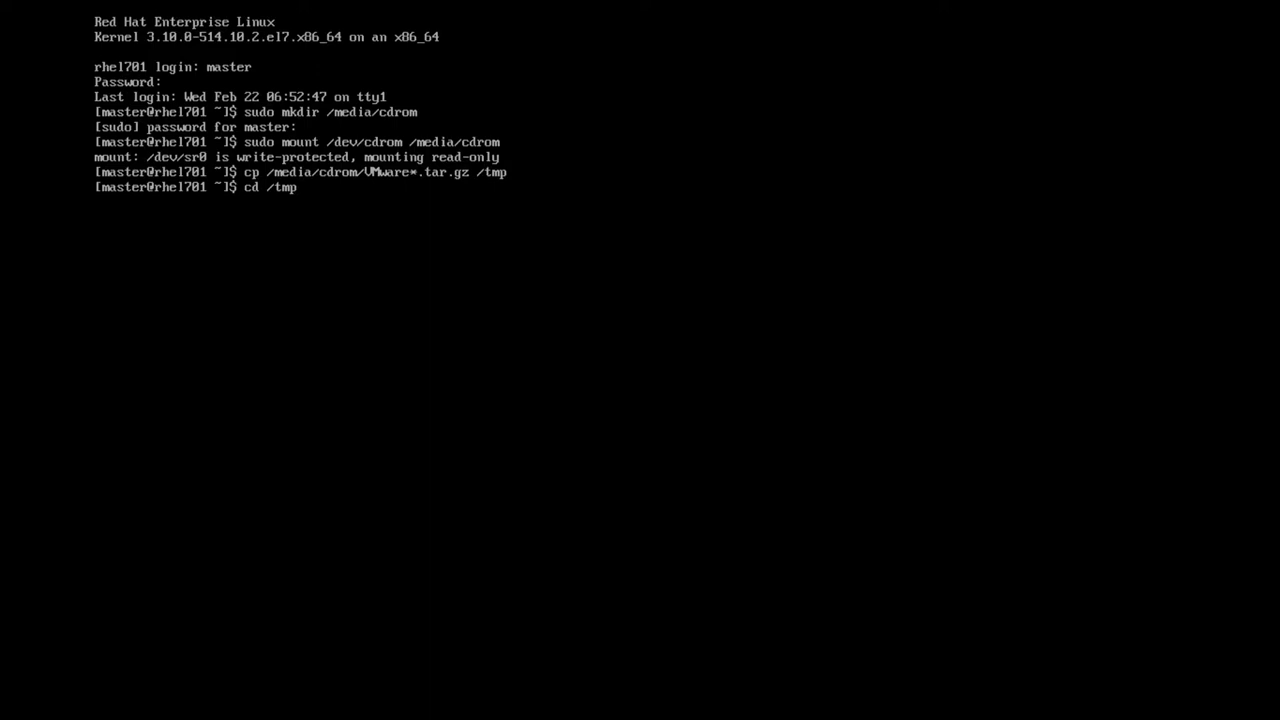 Red Hat Enterprise Linux
Kernel 3.10.0-514.10.2.el7.x86_64 on an x86_64
rhel701 login: master
Password:
Last login: Wed Feb 22 06:52:47 on tty1
[master@rhel701 ~]$ sudo mkdir /media/cdrom
[sudo] password for master:
[master@rhel701 ~]$ sudo mount /dev/cdrom /media/cdrom
mount: /dev/sr0 is write-protected, mounting read-only
[master@rhel701 ~]$ cp /media/cdrom/VMware*.tar.gz /tmp
[master@rhel701 ~]$ cd /tmp